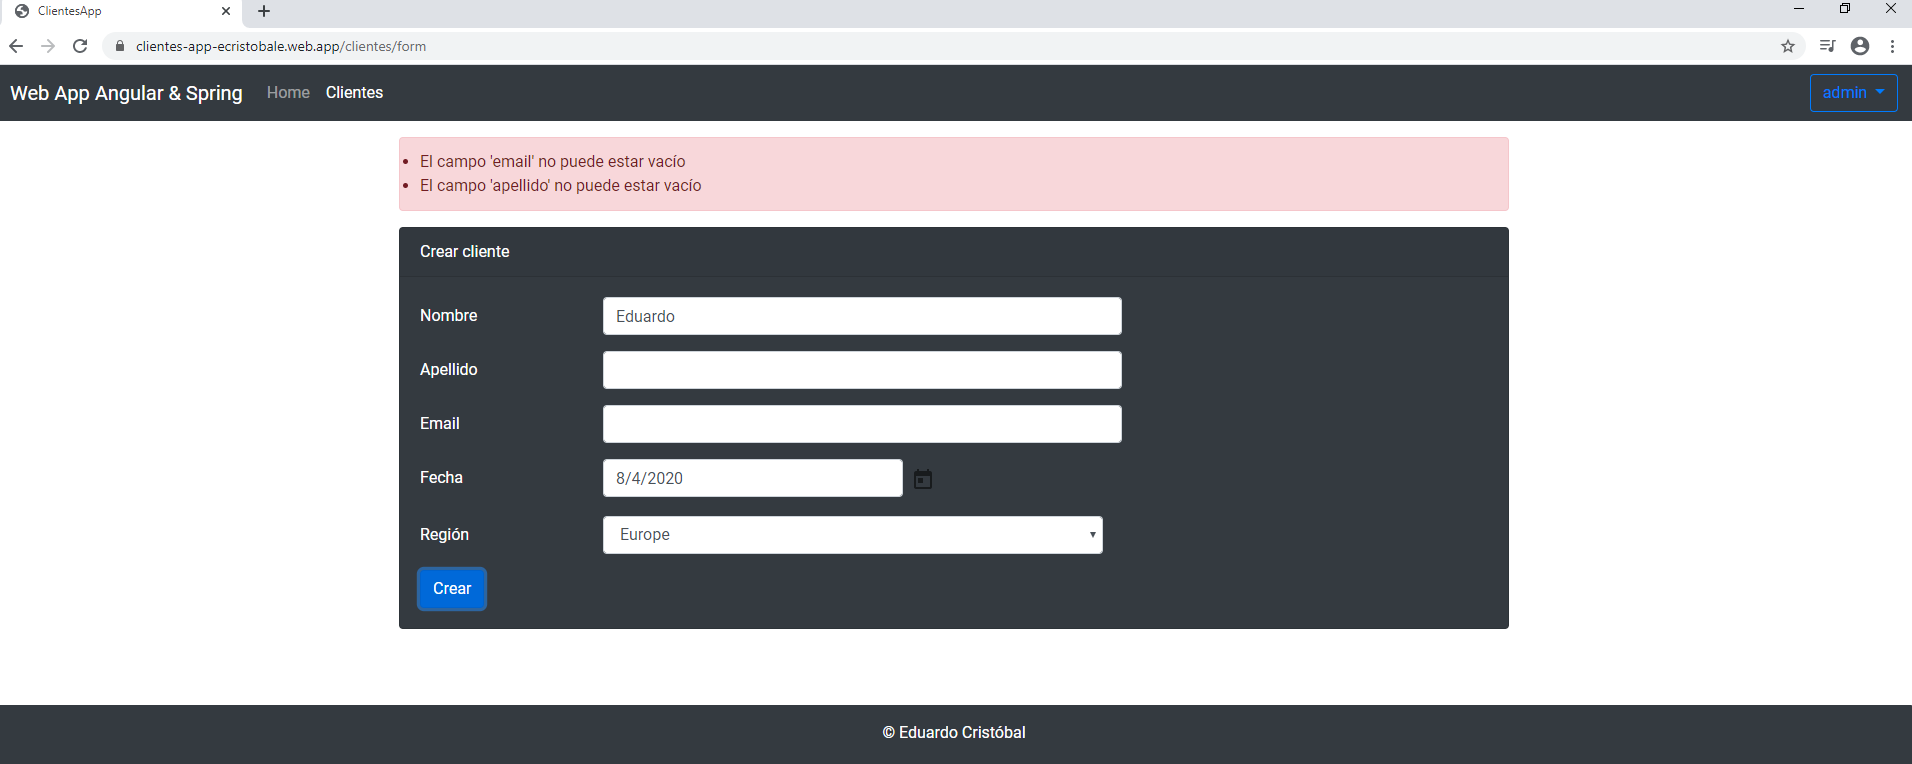 ClientesApp
clientes-app-ecristobale.web.app/clientes/form
Web App Angular & Spring Home Clientes admin
El campo 'email' no puede estar vacío
El campo 'apellido' no puede estar vacío
Crear cliente
Nombre Eduardo
Apellido
Email
Fecha 8/4/2020
Región Europe
Crear
© Eduardo Cristóbal